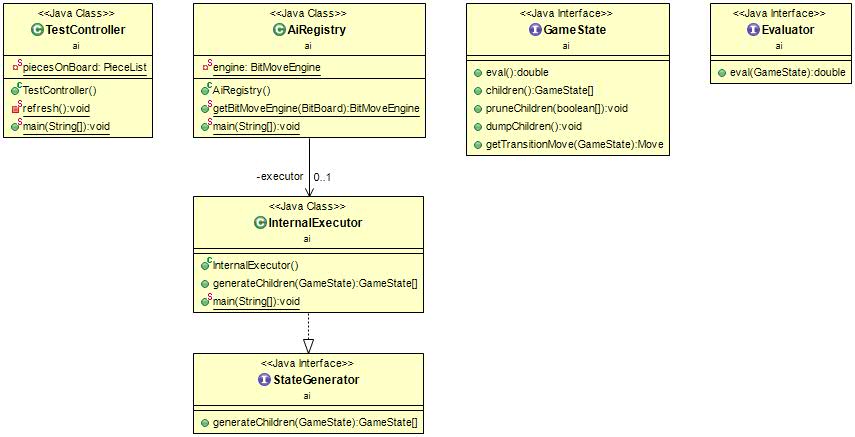 <<Java Class>>
TestController
ai
piecesOnBoard: PieceList
TestController()
refresh():void
main(String[]):void
<<Java Class>>
AiRegistry
ai
engine: BitMoveEngine
AiRegistry()
getBitMoveEngine(BitBoard):BitMoveEngine
main(String[]):void
<<Java Interface>>
GameState
ai
eval():double
children():GameState[]
pruneChildren(boolean[]):void
dumpChildren():void
getTransitionMove(GameState):Move
<<Java Interface>>
Evaluator
ai
eval(GameState):double
-executor 0..1
<<Java Class>>
InternalExecutor
ai
InternalExecutor()
generateChildren(GameState):GameState[]
main(String[]):void
<<Java Interface>>
StateGenerator
ai
generateChildren(GameState):GameState[]